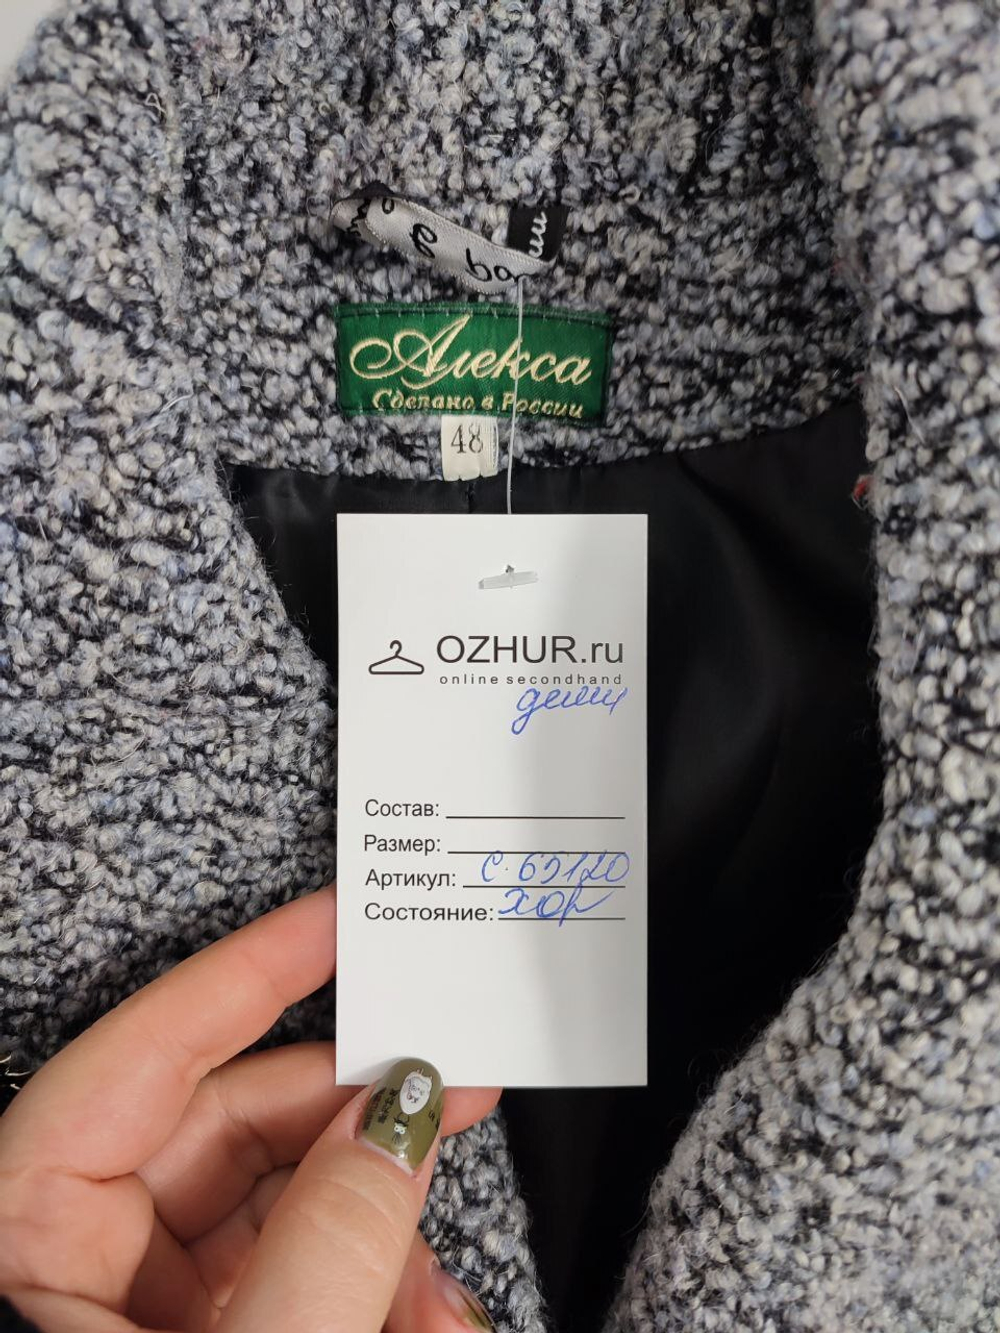 Алекса
Сделано в России
48
OZHUR.ru
online secondhand
деми
Состав:
Размер:
Артикул: С. 65120
Состояние: хор